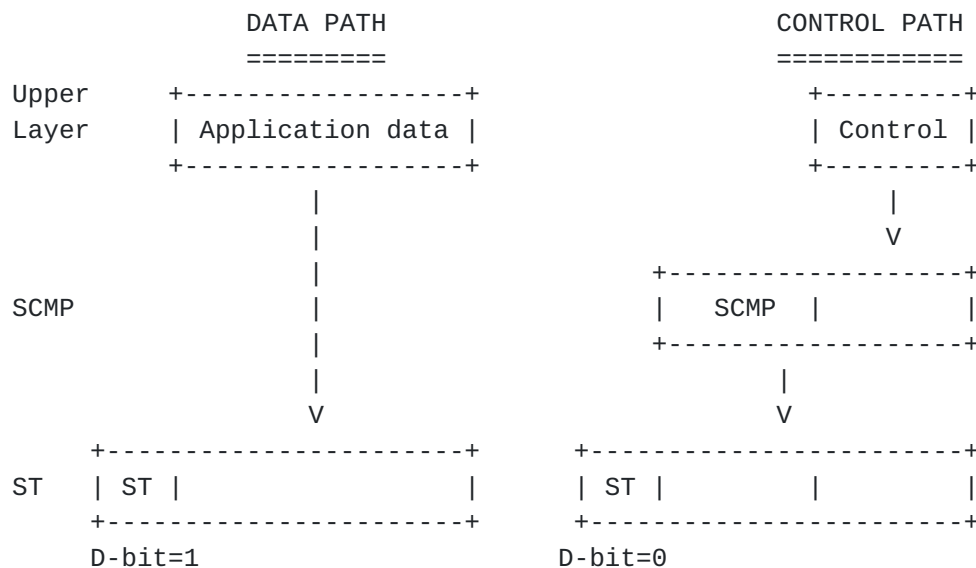 DATA PATH                         CONTROL PATH
=========                         ============
Upper     +------------------+                     +---------+
Layer     | Application data |                     | Control |
          +------------------+                     +---------+
                   |                                    |
                   |                                    V
                   |                     +-------------------+
SCMP               |                     |   SCMP  |         |
                   |                     +-------------------+
                   |                             |
                   V                             V
     +-----------------------+      +------------------------+
ST   | ST |                  |      | ST |         |         |
     +-----------------------+      +------------------------+
     D-bit=1                       D-bit=0